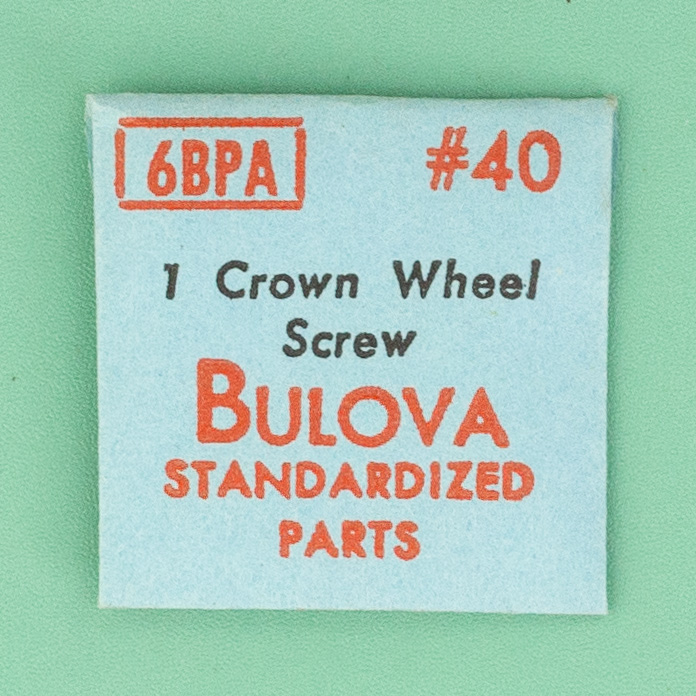 6BPA #40
1 Crown Wheel
Screw
BULOVA
STANDARDIZED
PARTS